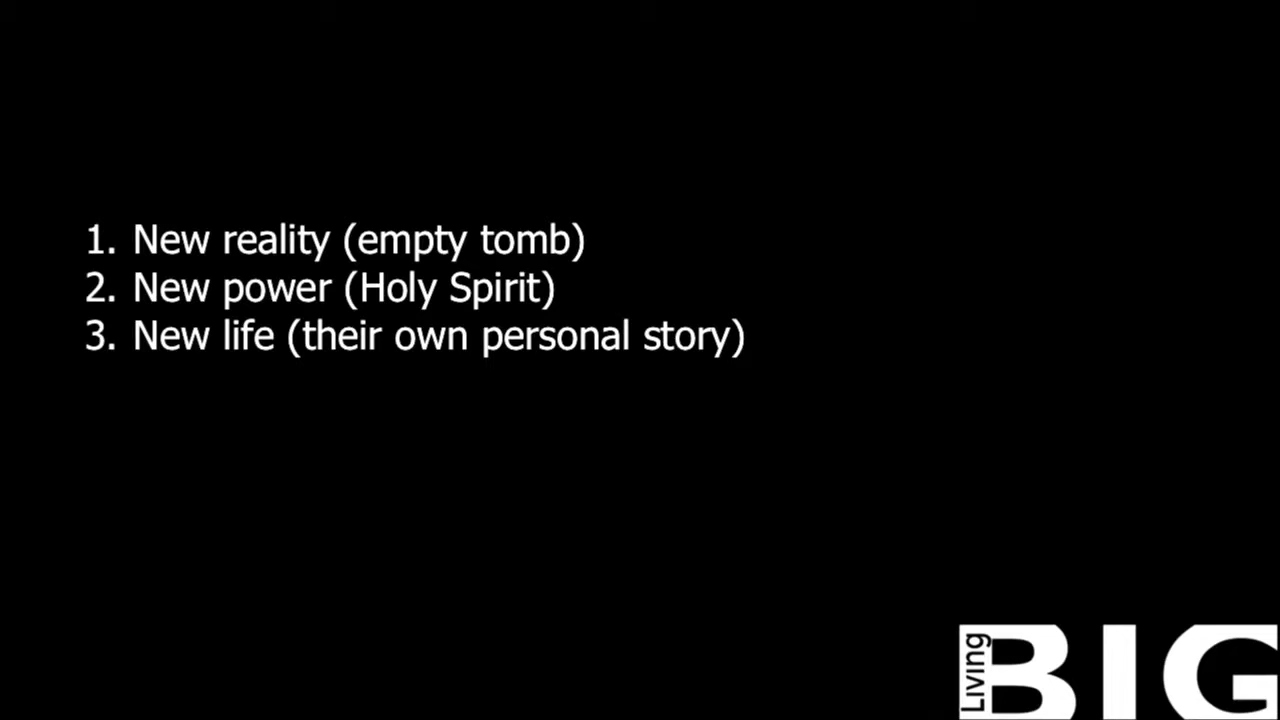 1. New reality (empty tomb)
2. New power (Holy Spirit)
3. New life (their own personal story)
Living
BIG